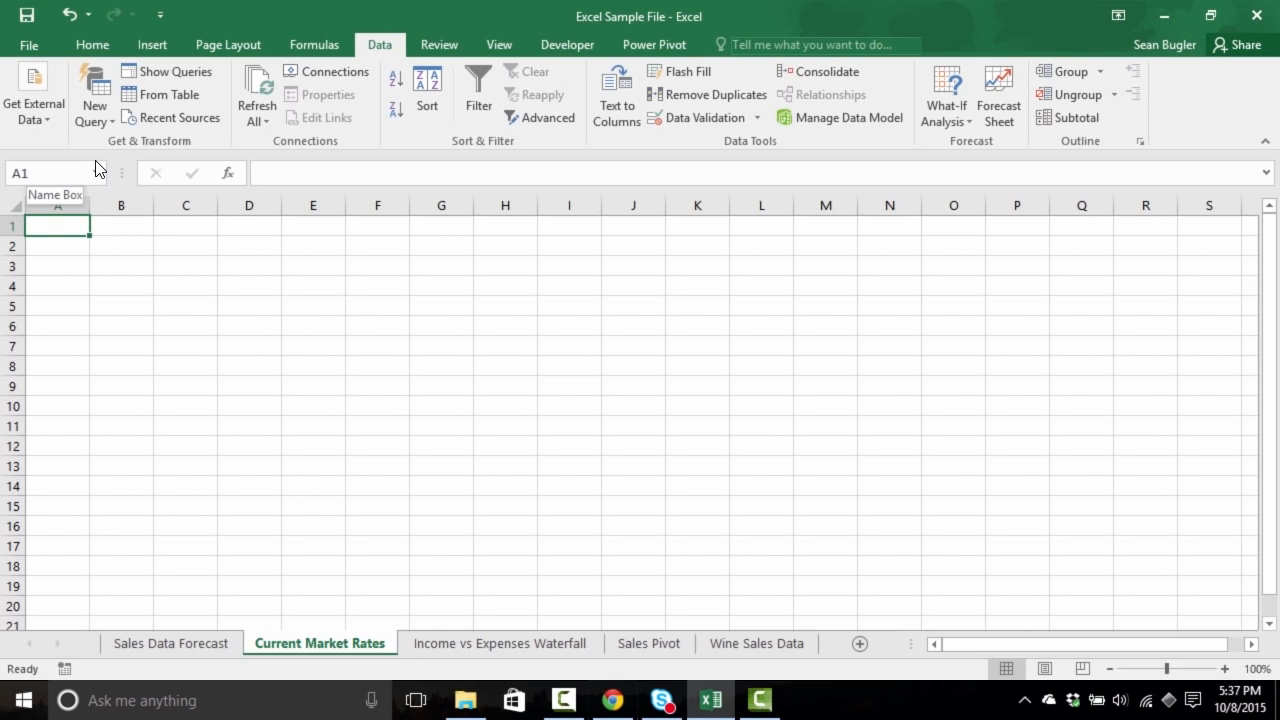 Excel Sample File - Excel
File Home Insert Page Layout Formulas Data Review View Developer Power Pivot Tell me what you want to do... Sean Bugler Share
Get External Data
New Query
Show Queries
From Table
Recent Sources
Get & Transform
Refresh All
Connections
Properties
Edit Links
Connections
Sort
Filter
Clear
Reapply
Advanced
Sort & Filter
Text to Columns
Flash Fill
Remove Duplicates
Data Validation
Consolidate
Relationships
Manage Data Model
Data Tools
What-If Analysis
Forecast Sheet
Forecast
Group
Ungroup
Subtotal
Outline
A1
fx
Name Box
A B C D E F G H I J K L M N O P Q R S
1
2
3
4
5
6
7
8
9
10
11
12
13
14
15
16
17
18
19
20
21
Sales Data Forecast Current Market Rates Income vs Expenses Waterfall Sales Pivot Wine Sales Data
Ready 100%
Ask me anything
5:37 PM
10/8/2015